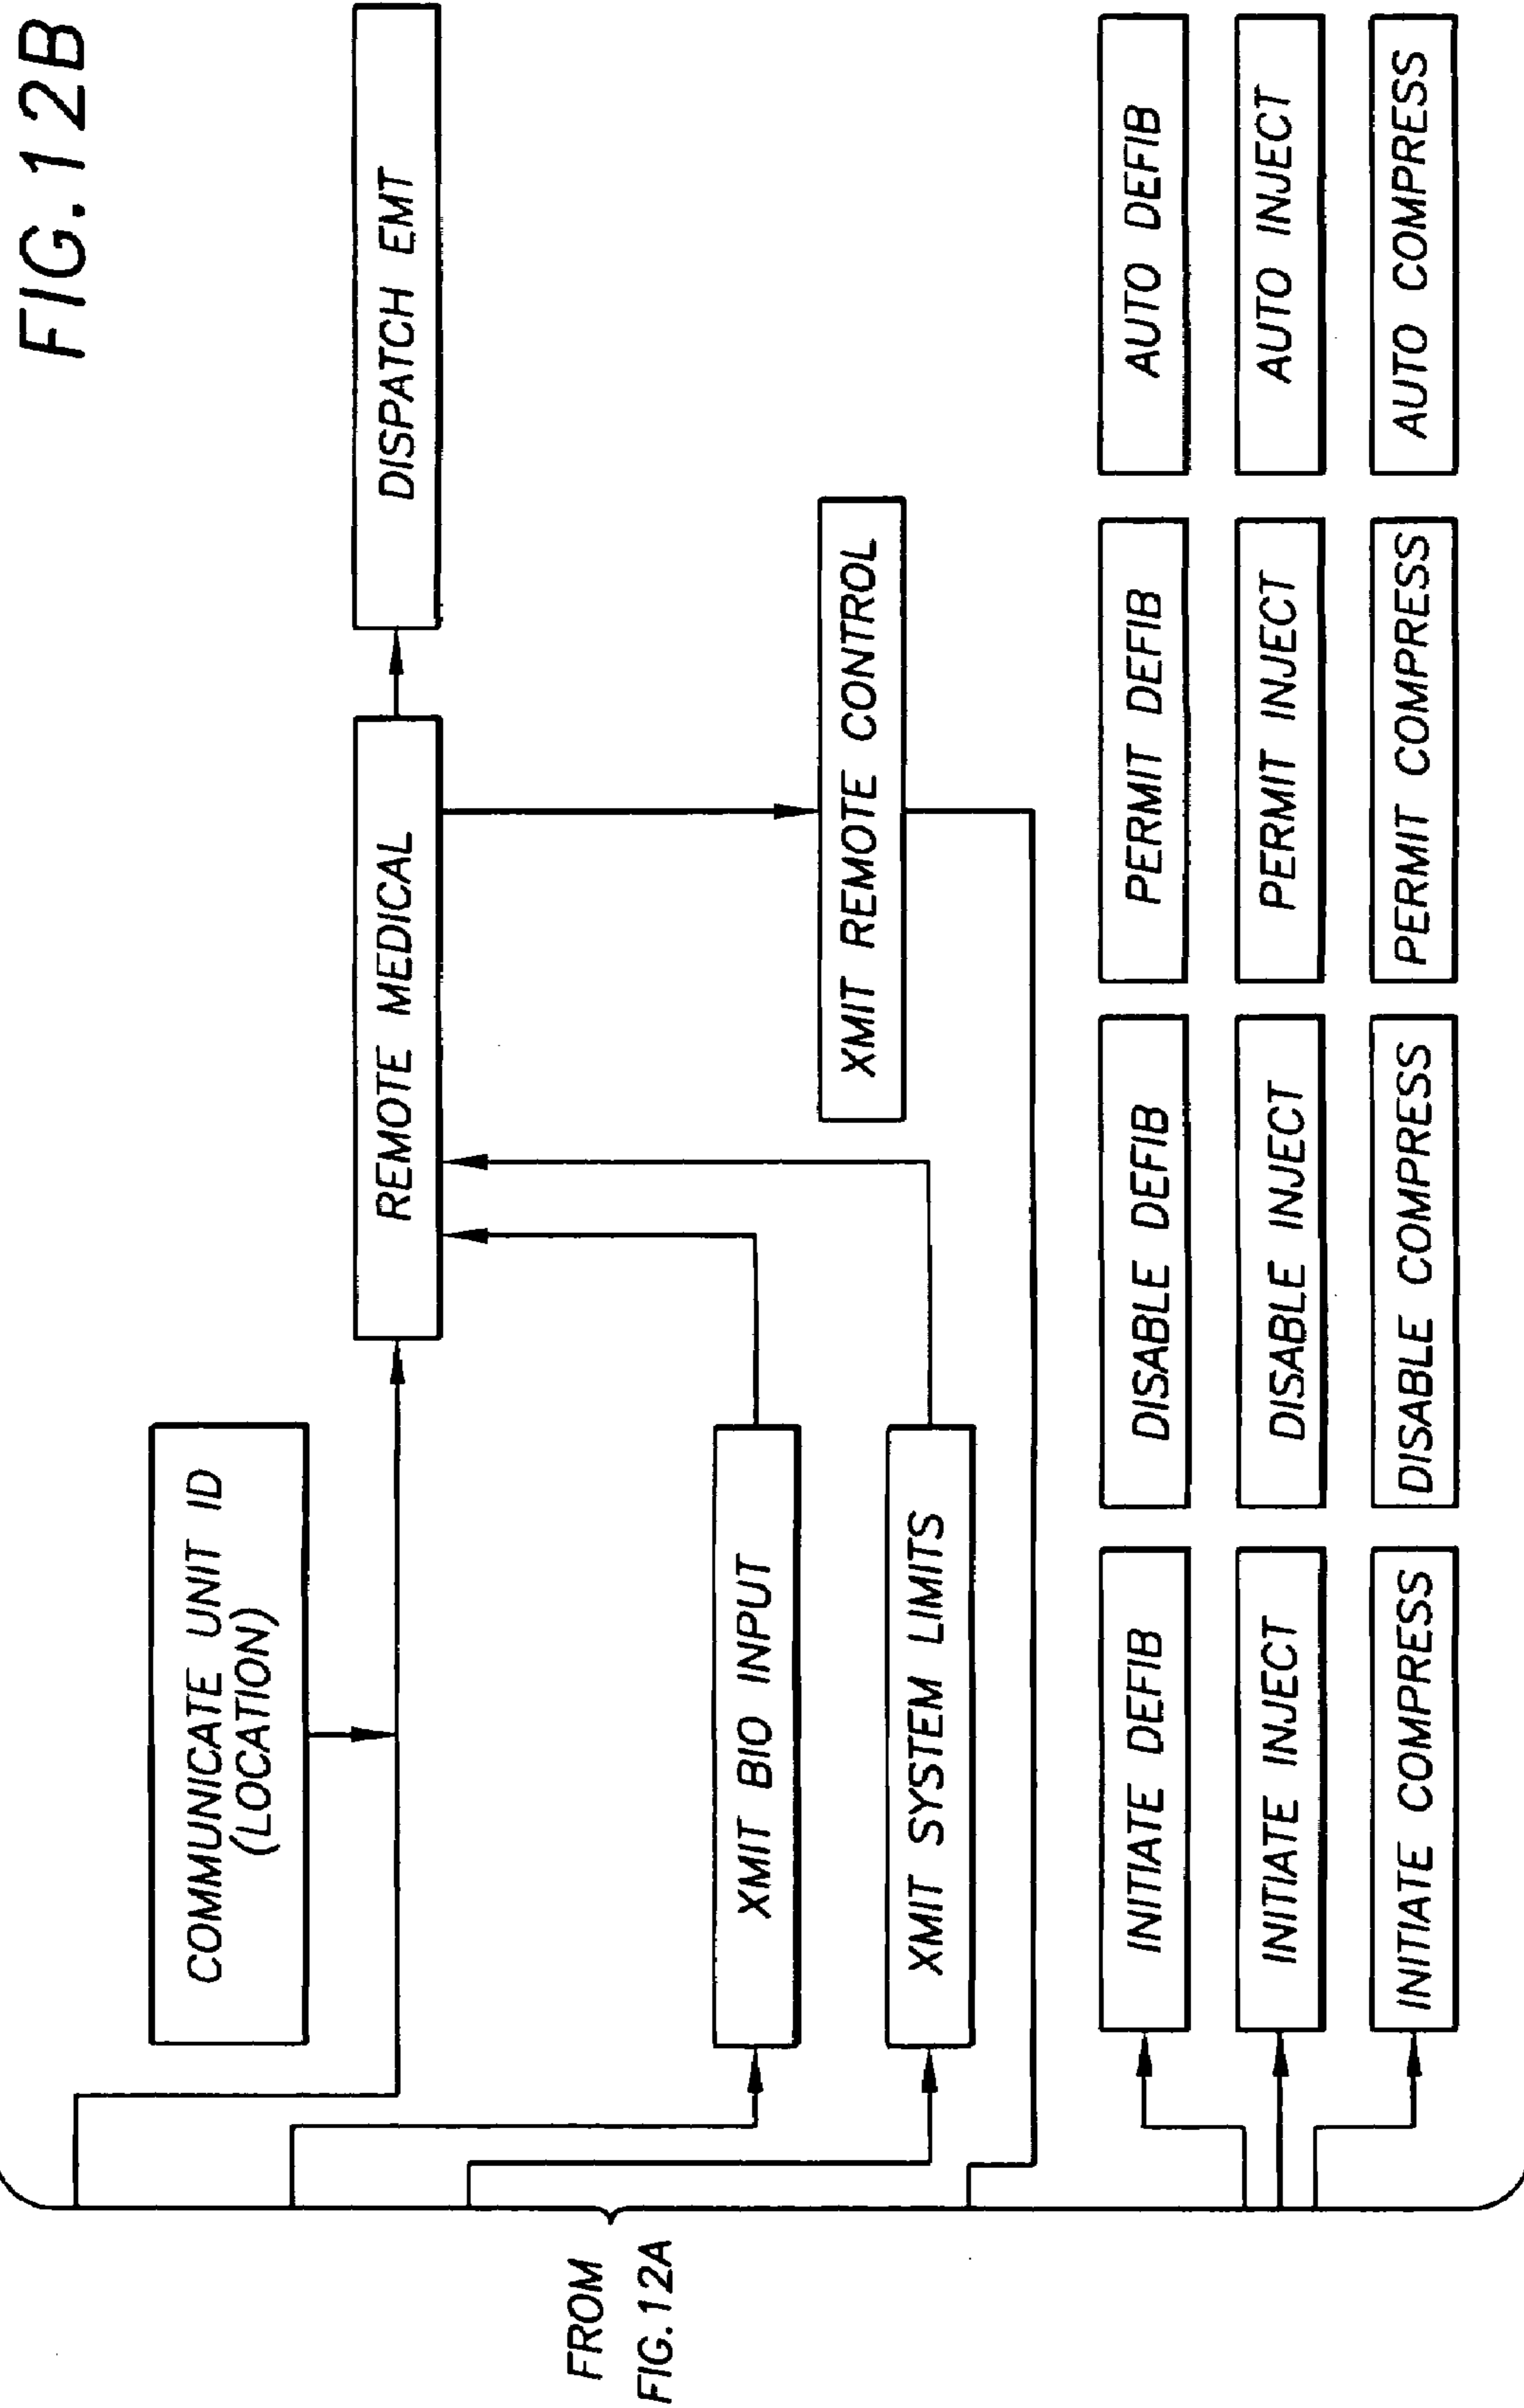 FIG.12B
COMMUNICATE UNIT ID
(LOCATION)
REMOTE MEDICAL
DISPATCH EMT
XMIT BIO INPUT
XMIT SYSTEM LIMITS
XMIT REMOTE CONTROL
FROM
FIG.12A
INITIATE DEFIB
DISABLE DEFIB
PERMIT DEFIB
AUTO DEFIB
INITIATE INJECT
DISABLE INJECT
PERMIT INJECT
AUTO INJECT
INITIATE COMPRESS
DISABLE COMPRESS
PERMIT COMPRESS
AUTO COMPRESS